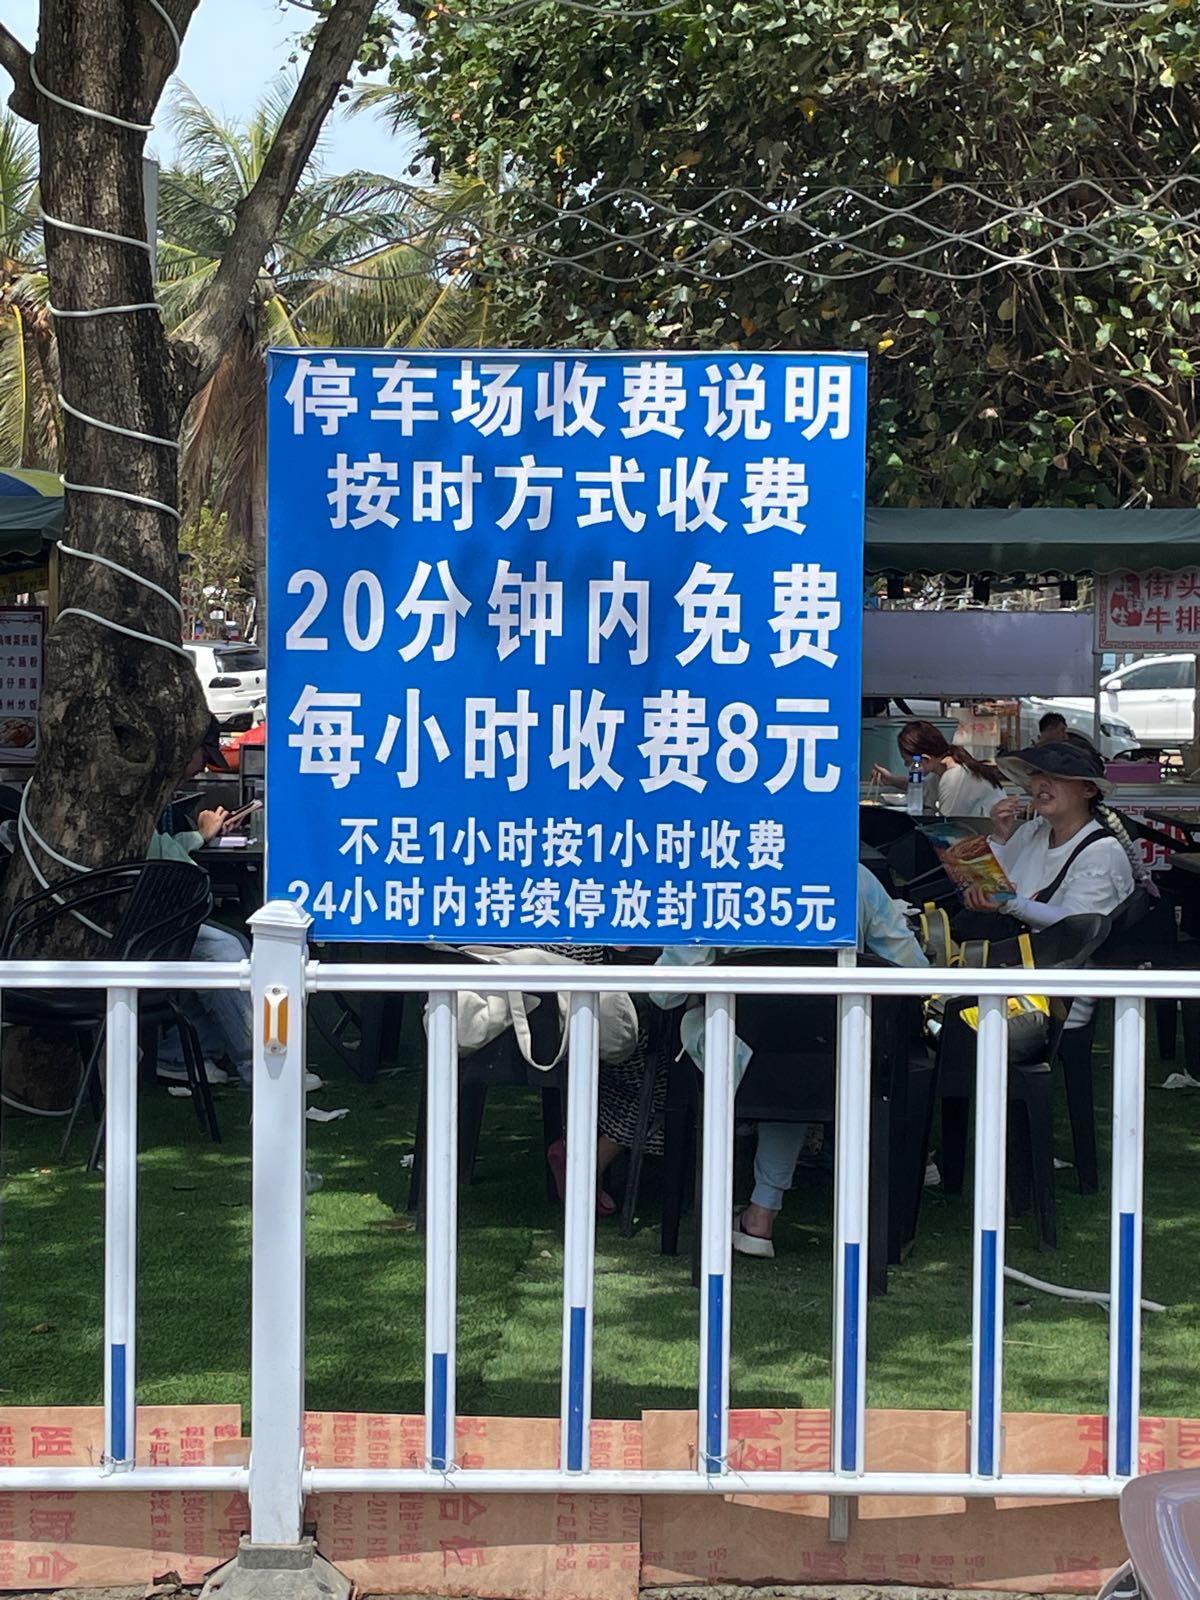 停车场收费说明
按时方式收费
20分钟内免费
每小时收费8元
不足1小时按1小时收费
24小时内持续停放封顶35元
街头
牛排